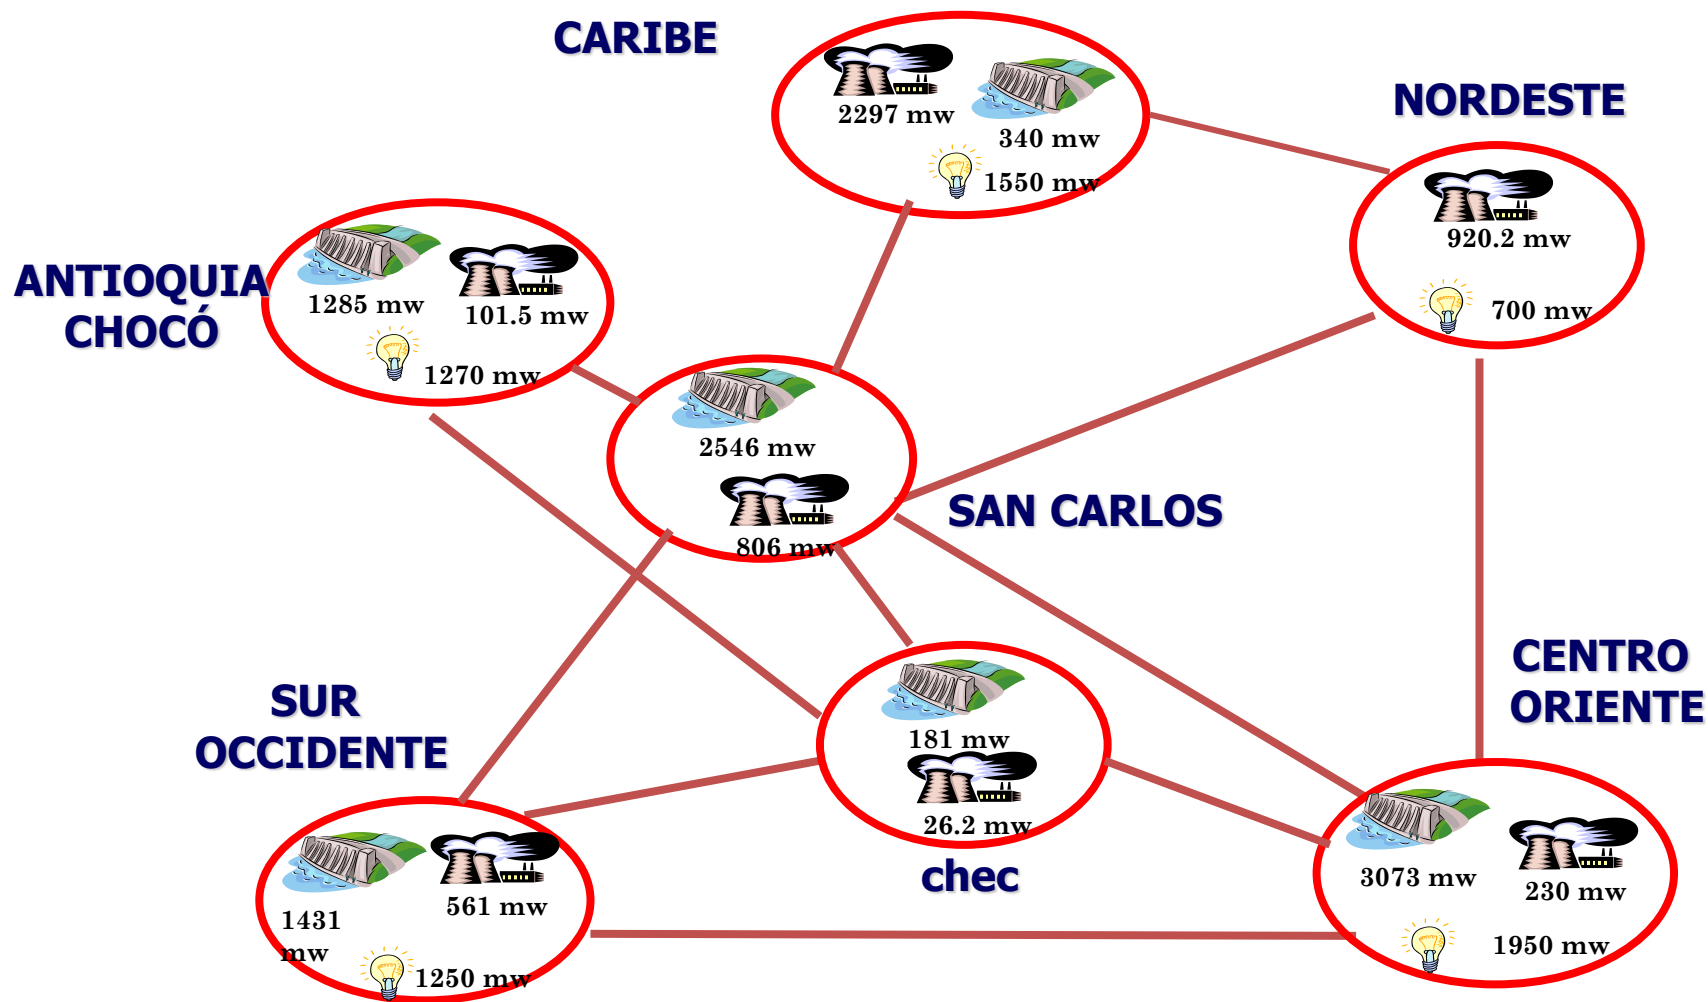 CARIBE
2297 mw
340 mw
1550 mw
NORDESTE
920.2 mw
700 mw
ANTIOQUIA
CHOCÓ
1285 mw
101.5 mw
1270 mw
2546 mw
806 mw
SAN CARLOS
SUR
OCCIDENTE
1431
mw
561 mw
1250 mw
181 mw
26.2 mw
chec
CENTRO
ORIENTE
3073 mw
230 mw
1950 mw